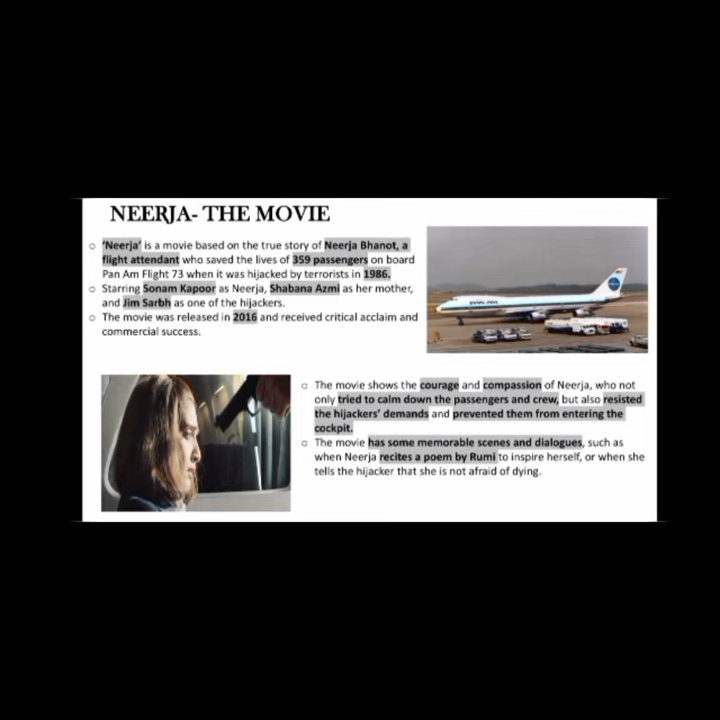 NEERJA- THE MOVIE
○ 'Neerja' is a movie based on the true story of Neerja Bhanot, a
flight attendant who saved the lives of 359 passengers on board
Pan Am Flight 73 when it was hijacked by terrorists in 1986.
○ Starring Sonam Kapoor as Neerja, Shabana Azmi as her mother,
and Jim Sarbh as one of the hijackers.
○ The movie was released in 2016 and received critical acclaim and
commercial success.
○ The movie shows the courage and compassion of Neerja, who not
only tried to calm down the passengers and crew, but also resisted
the hijackers' demands and prevented them from entering the
cockpit.
○ The movie has some memorable scenes and dialogues, such as
when Neerja recites a poem by Rumi to inspire herself, or when she
tells the hijacker that she is not afraid of dying.